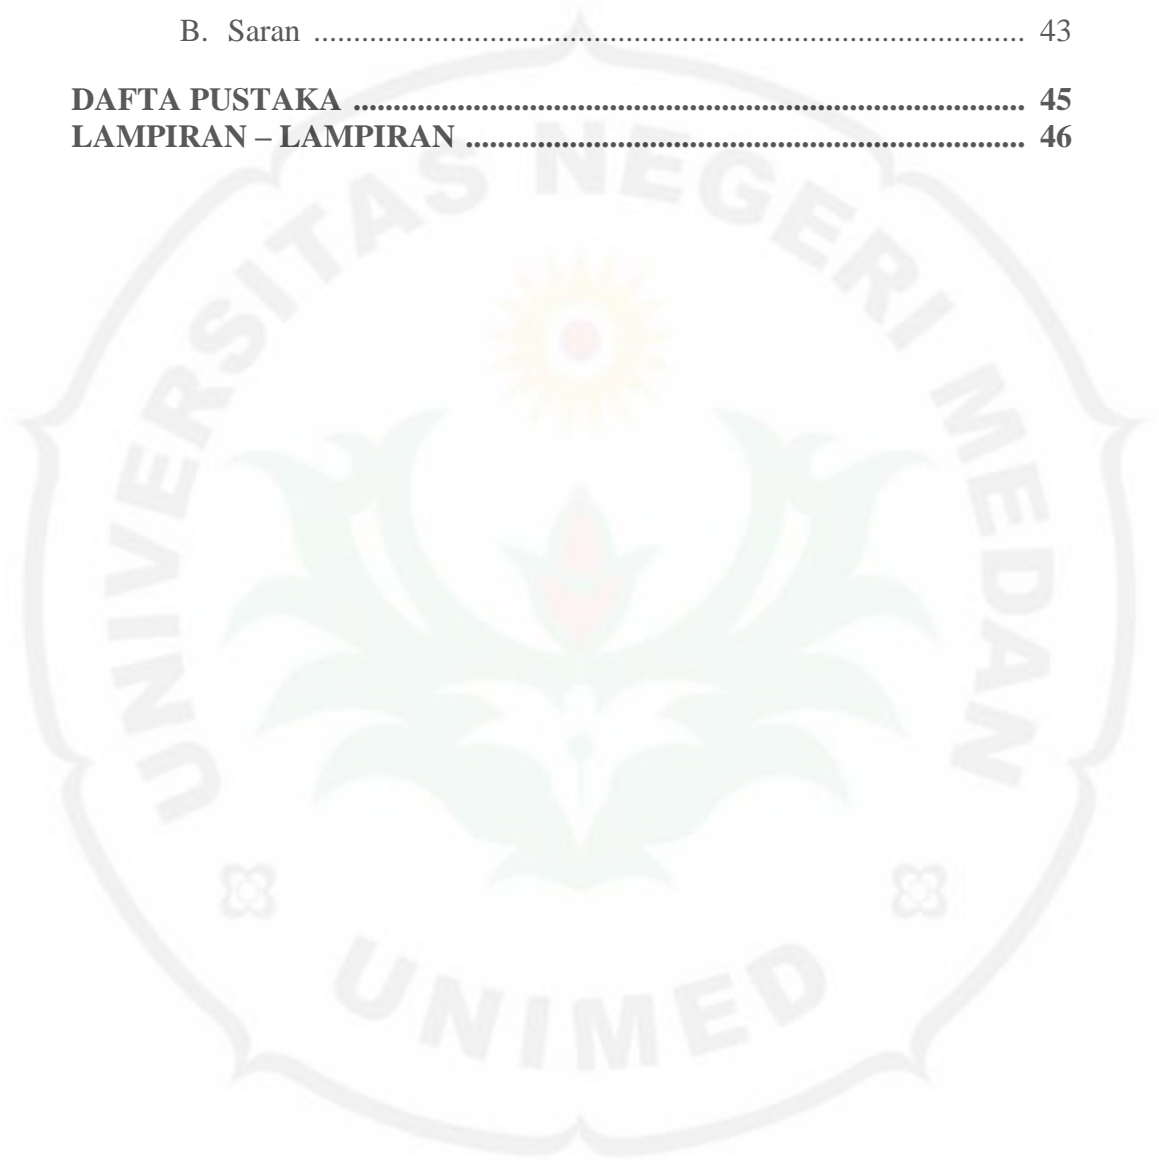 B. Saran ........................................................................................... 43
DAFTA PUSTAKA ..................................................................................... 45
LAMPIRAN – LAMPIRAN ....................................................................... 46
UNIVERSITAS NEGERI MEDAN
UNIMED